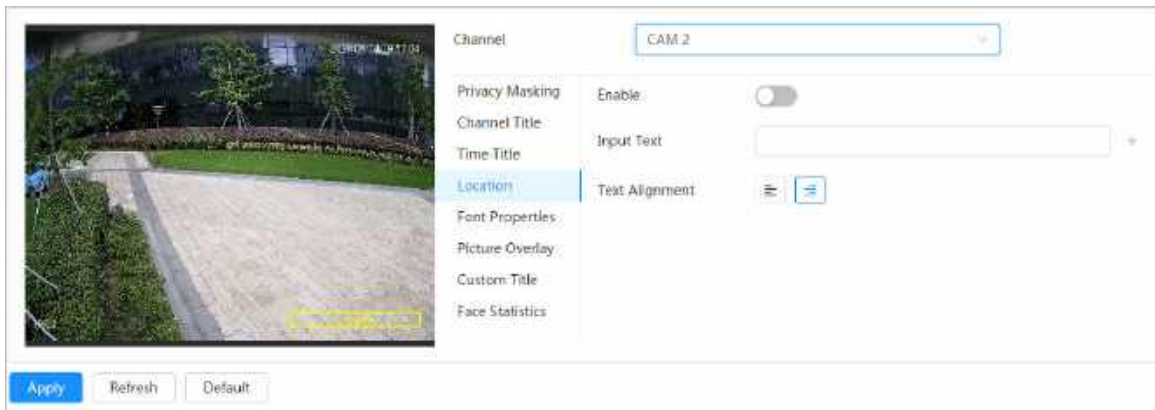 Channel
CAM 2
Privacy Masking
Enable
Channel Title
Input Text
Time Title
Location
Text Alignment
Font Properties
Picture Overlay
Custom Title
Face Statistics
Apply
Refresh
Default